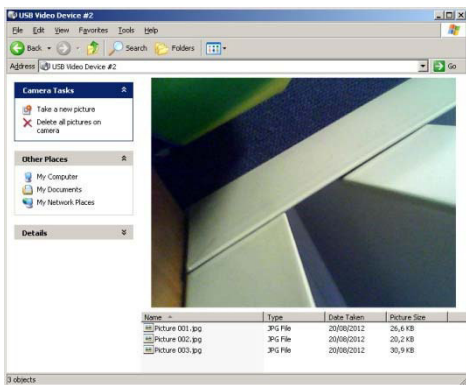 USB Video Device #2
File Edit View Favorites Tools Help
Back Search Folders
Address USB Video Device #2 Go
Camera Tasks
Take a new picture
Delete all pictures on
camera
Other Places
My Computer
My Documents
My Network Places
Details
Name Type Date Taken Picture Size
Picture 001.jpg JPG File 20/08/2012 26,6 KB
Picture 002.jpg JPG File 20/08/2012 20,2 KB
Picture 003.jpg JPG File 20/08/2012 30,9 KB
3 objects